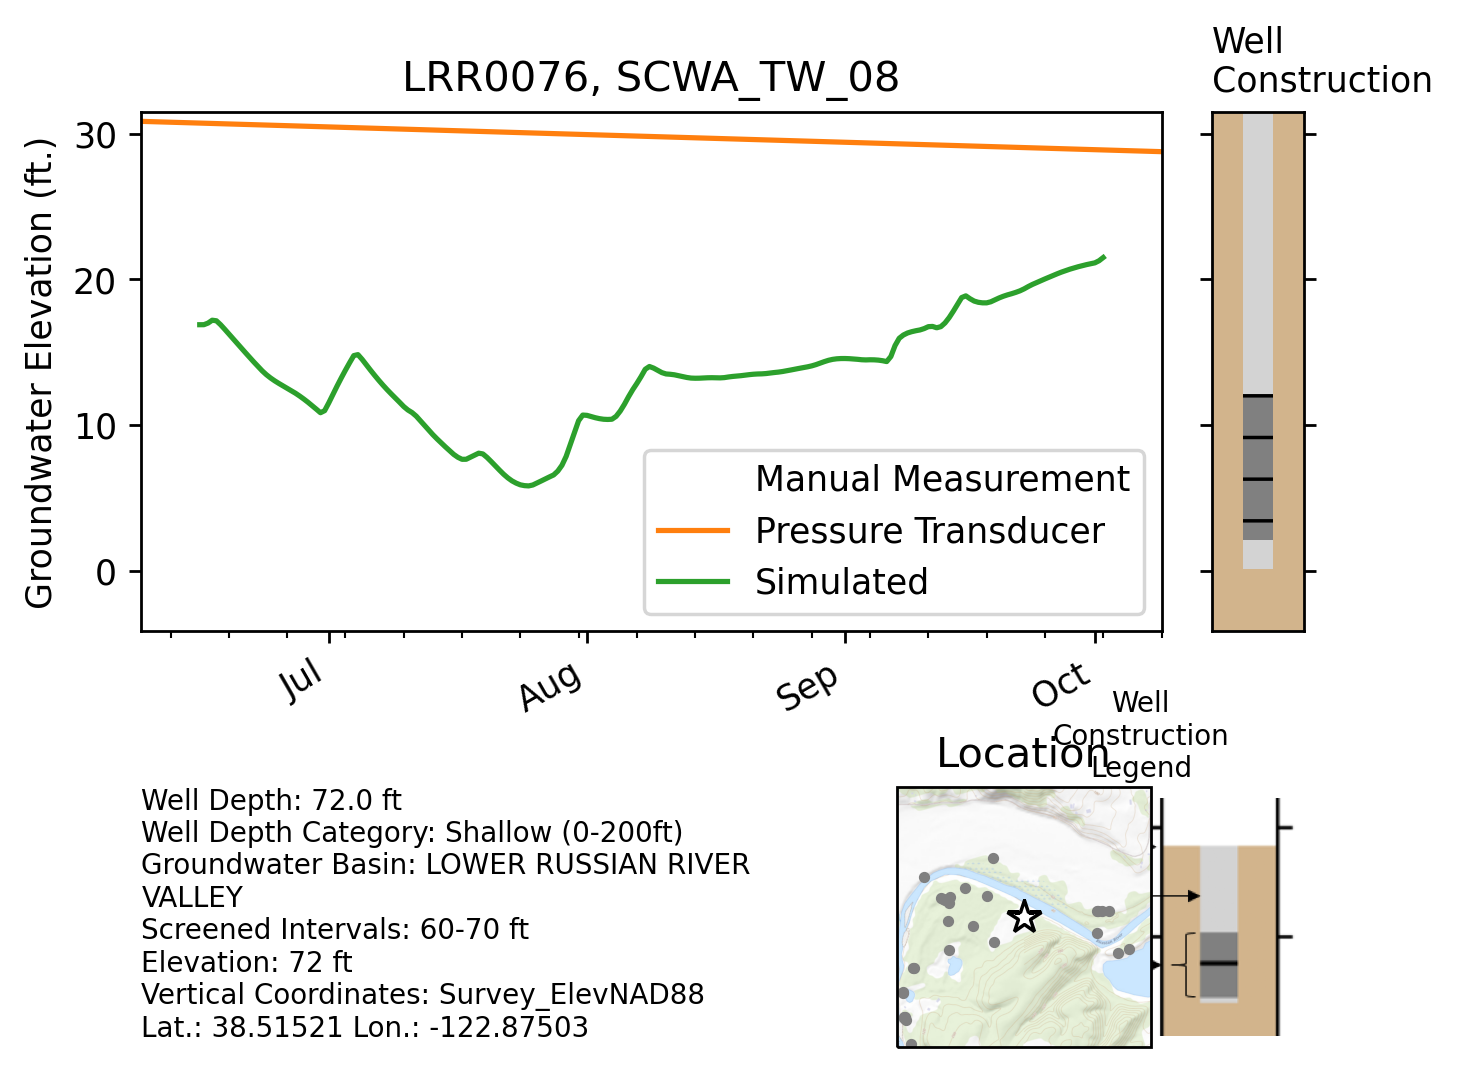 Well
Construction
LRR0076, SCWA_TW_08
Groundwater Elevation (ft.)
30
20
10
0
Manual Measurement
Pressure Transducer
Simulated
Jul
Aug
Sep
Oct
Well
Construction
Legend
Location
Well Depth: 72.0 ft
Well Depth Category: Shallow (0-200ft)
Groundwater Basin: LOWER RUSSIAN RIVER
VALLEY
Screened Intervals: 60-70 ft
Elevation: 72 ft
Vertical Coordinates: Survey_ElevNAD88
Lat.: 38.51521 Lon.: -122.87503